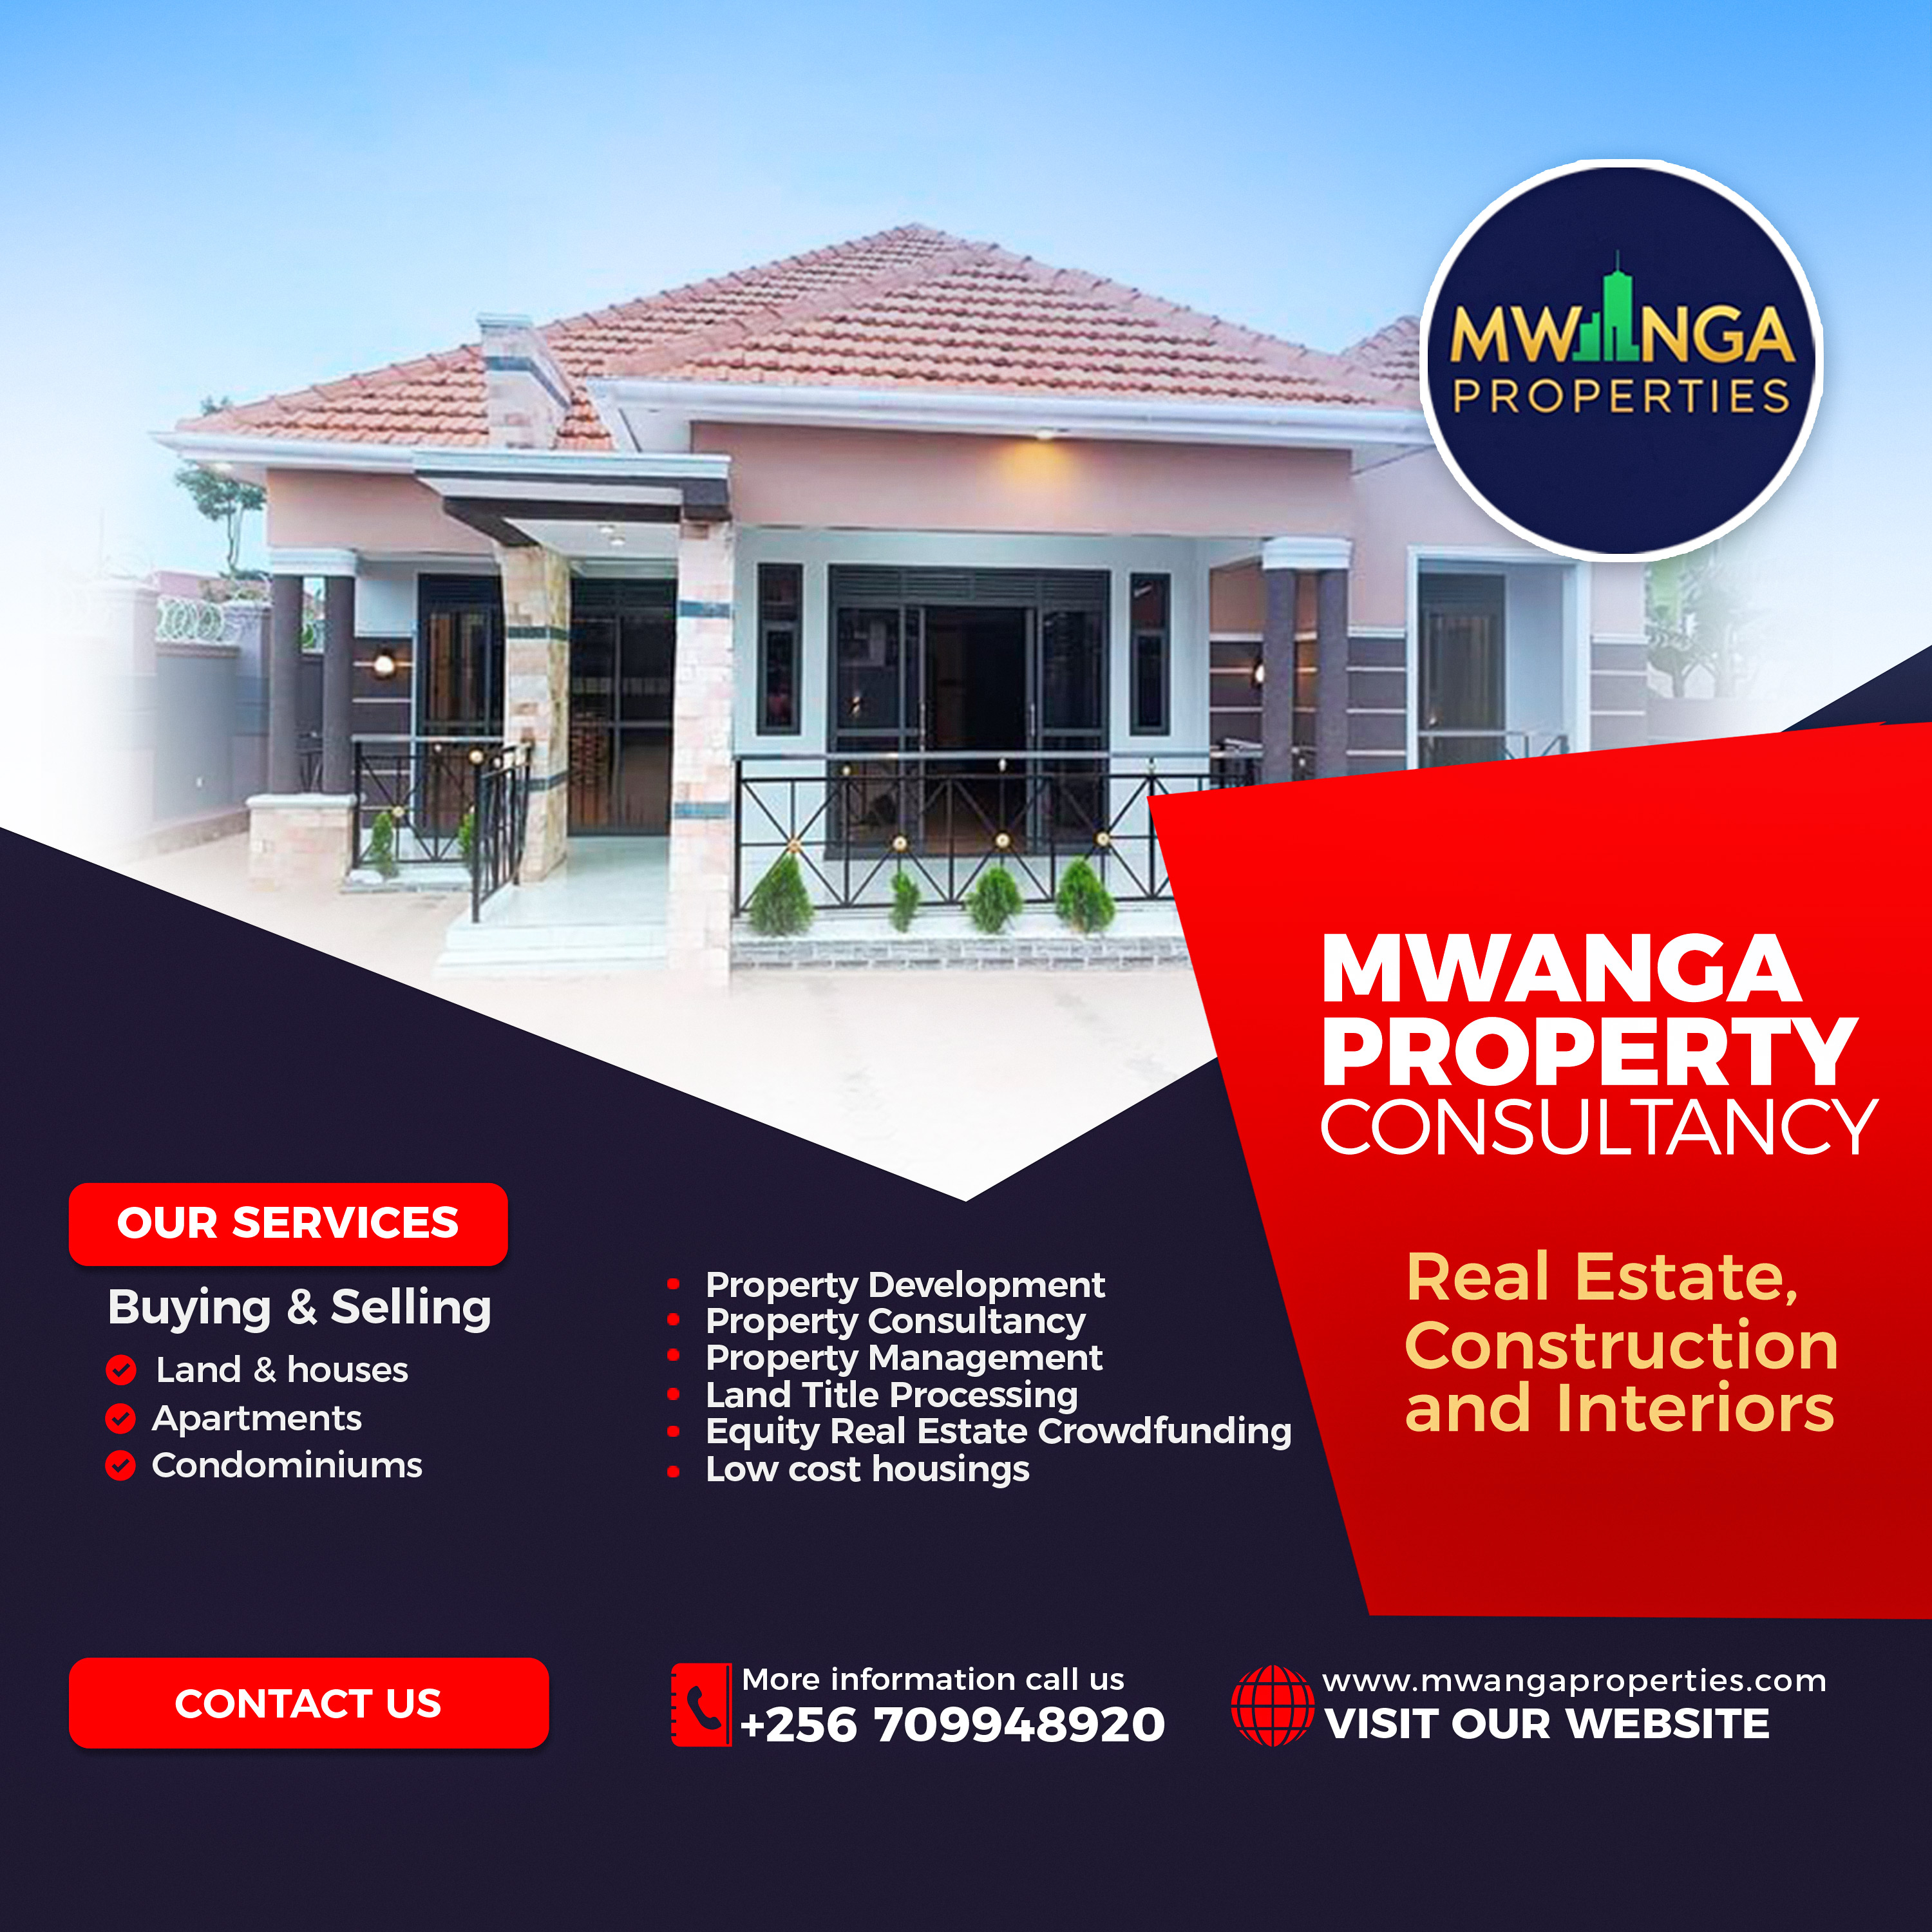 MWANGA
PROPERTIES
MWANGA
PROPERTY
CONSULTANCY
Real Estate,
Construction
and Interiors
OUR SERVICES
Buying & Selling
Land & houses
Apartments
Condominiums
Property Development
Property Consultancy
Property Management
Land Title Processing
Equity Real Estate Crowdfunding
Low cost housings
CONTACT US
More information call us
+256 709948920
www.mwangaproperties.com
VISIT OUR WEBSITE